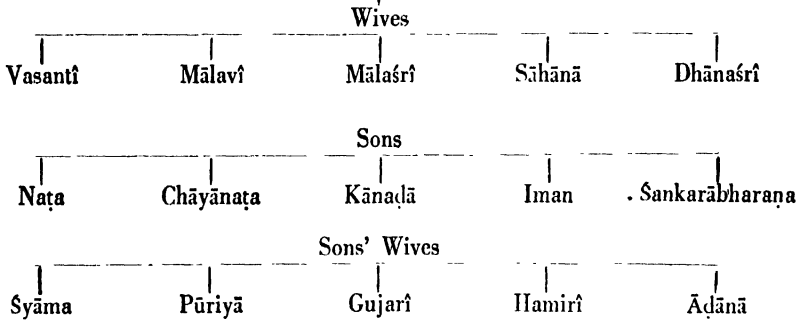 Wives
Vasantî Mālavî Mālaśrî Sāhānā Dhānaśrî
Sons
Naṭa Chāyānaṭa Kānaḍā Iman . Śankarābharaṇa
Sons' Wives
Śyāma Pūriyā Gujarî Hamirî Āḍānā